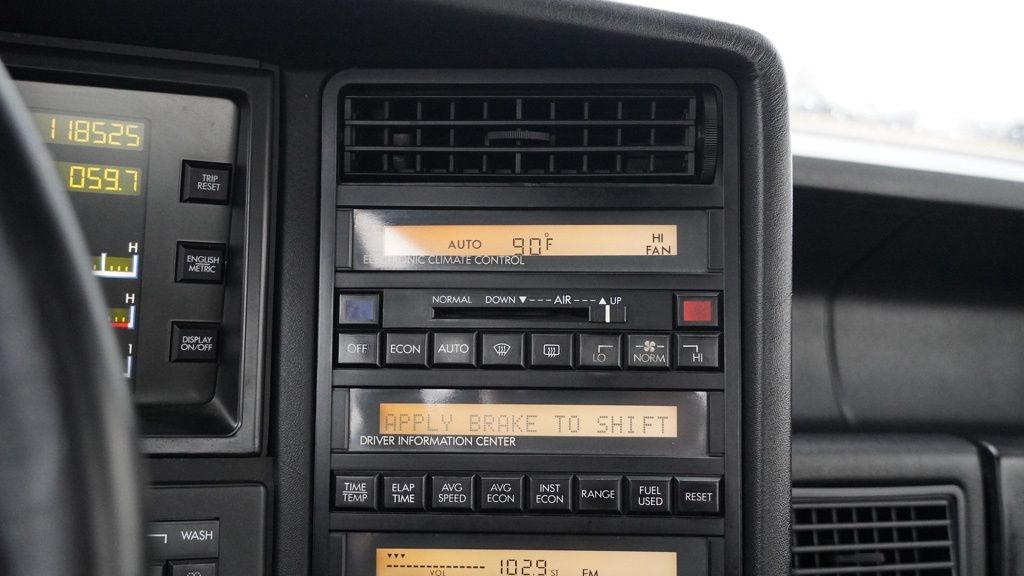 118525
059.7
TRIP
RESET
H
ENGLISH
METRIC
H
DISPLAY
ON/OFF
AUTO 90°F HI
FAN
ELECTRONIC CLIMATE CONTROL
NORMAL DOWN ▼---AIR---▲ UP
OFF ECON AUTO LO NORM HI
APPLY BRAKE TO SHIFT
DRIVER INFORMATION CENTER
TIME
TEMP
ELAP
TIME
AVG
SPEED
AVG
ECON
INST
ECON
RANGE
FUEL
USED
RESET
WASH
VOL 102.9 ST FM